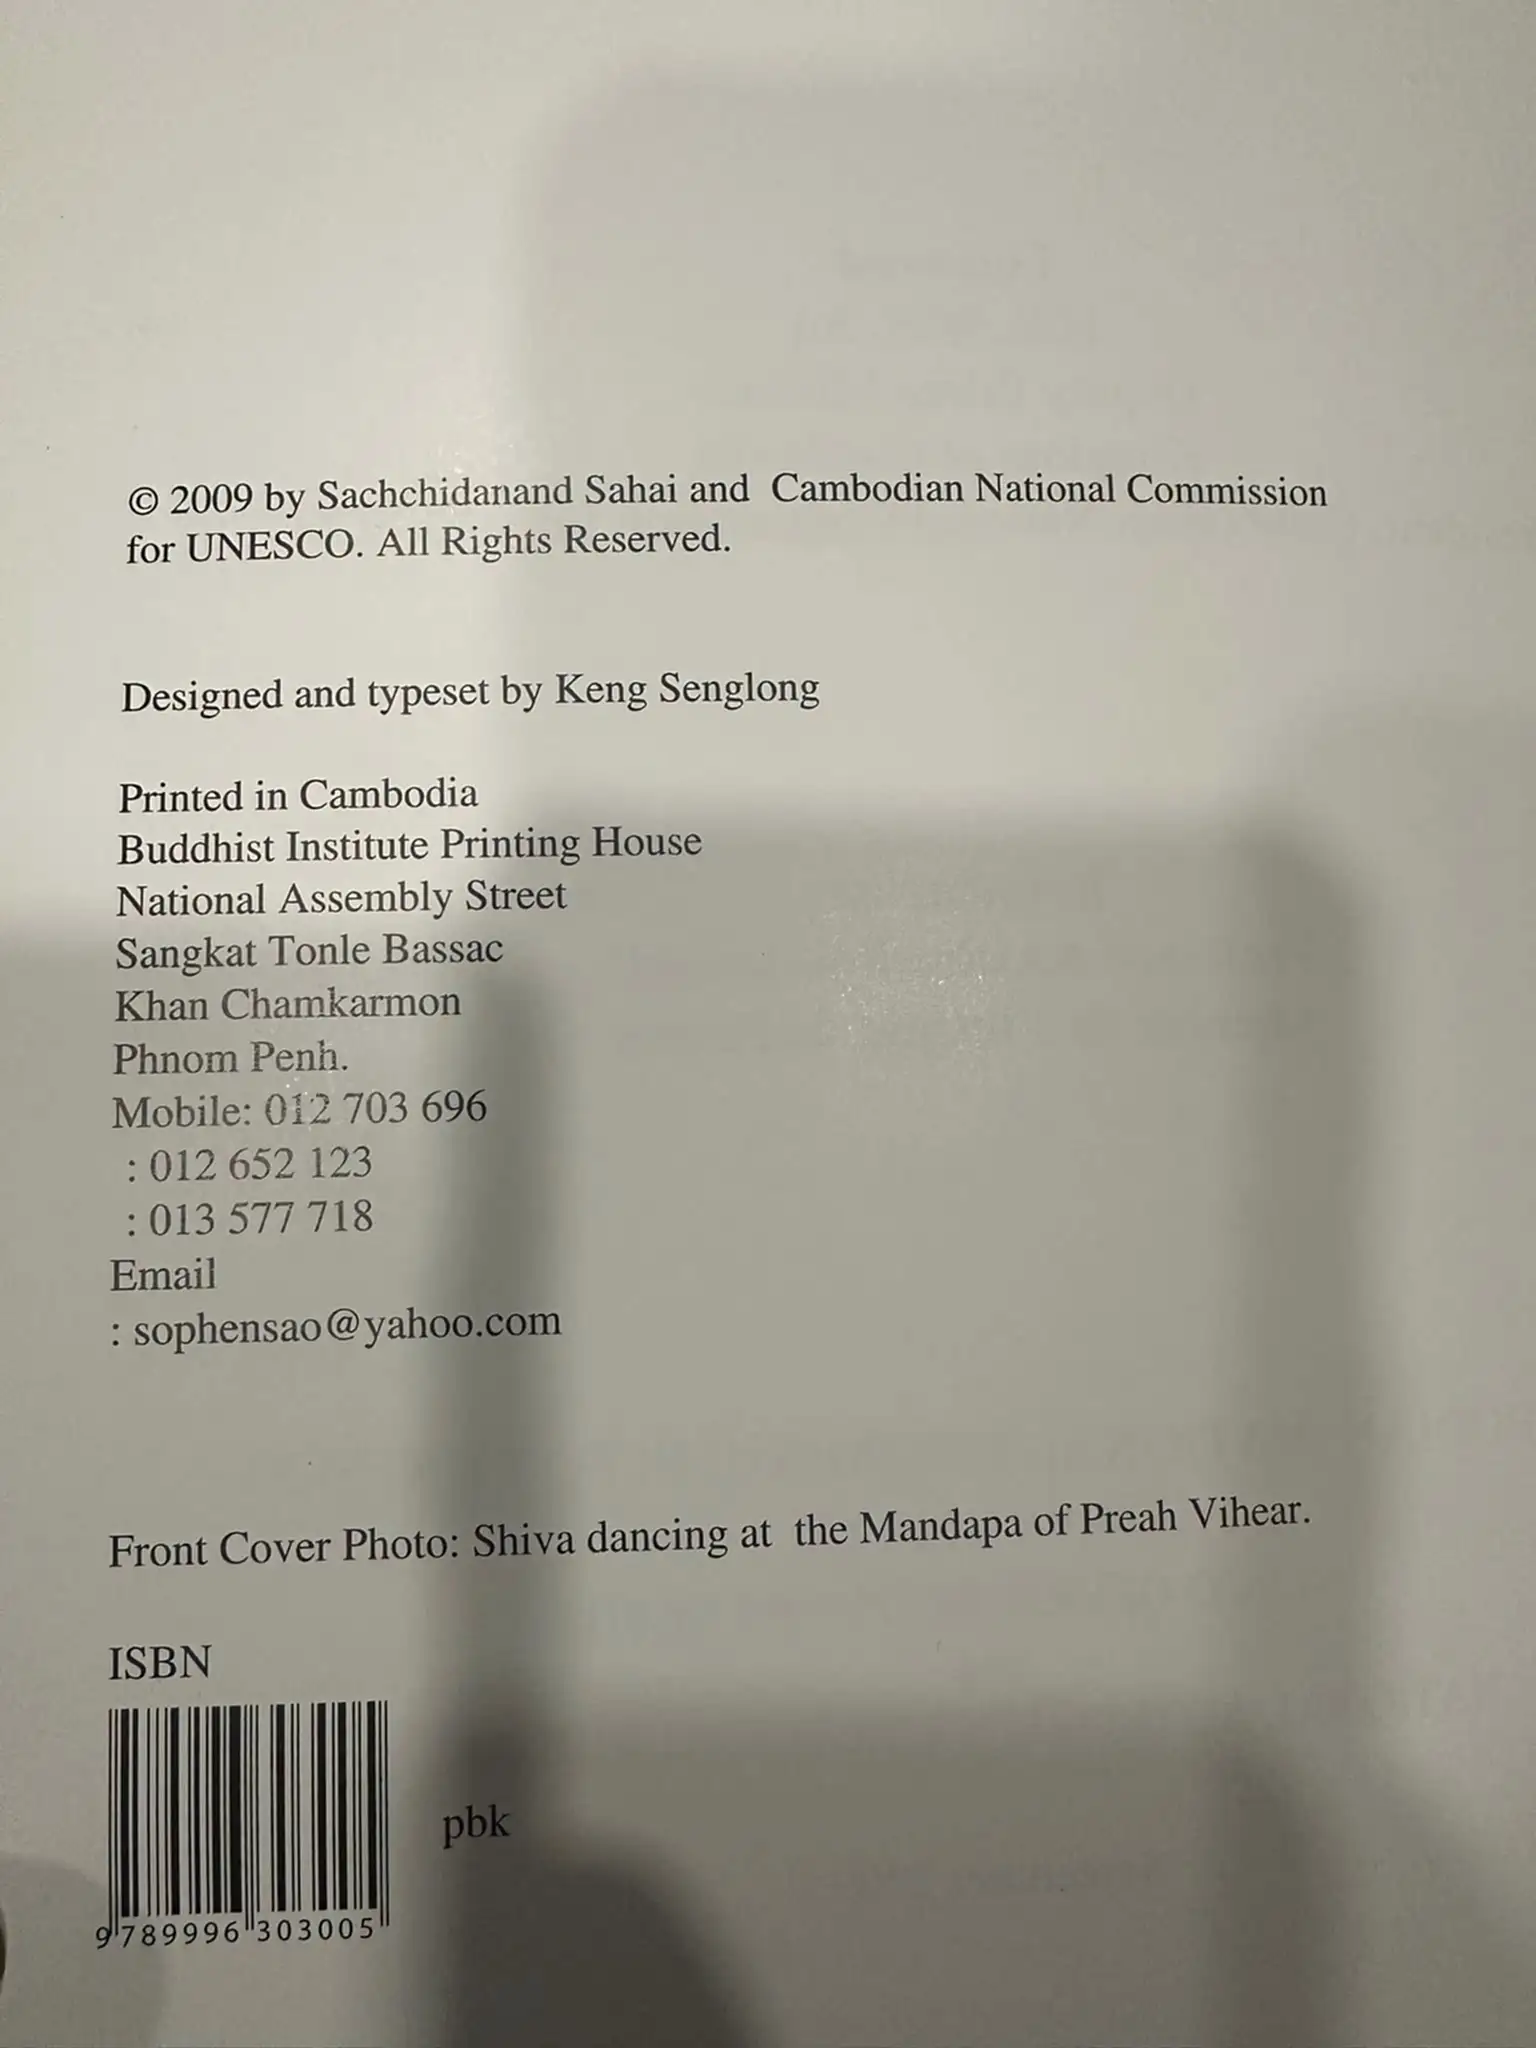 © 2009 by Sachchidanand Sahai and Cambodian National Commission
for UNESCO. All Rights Reserved.
Designed and typeset by Keng Senglong
Printed in Cambodia
Buddhist Institute Printing House
National Assembly Street
Sangkat Tonle Bassac
Khan Chamkarmon
Phnom Penh.
Mobile: 012 703 696
: 012 652 123
: 013 577 718
Email
: sophensao@yahoo.com
Front Cover Photo: Shiva dancing at the Mandapa of Preah Vihear.
ISBN
pbk
9 789996 303005